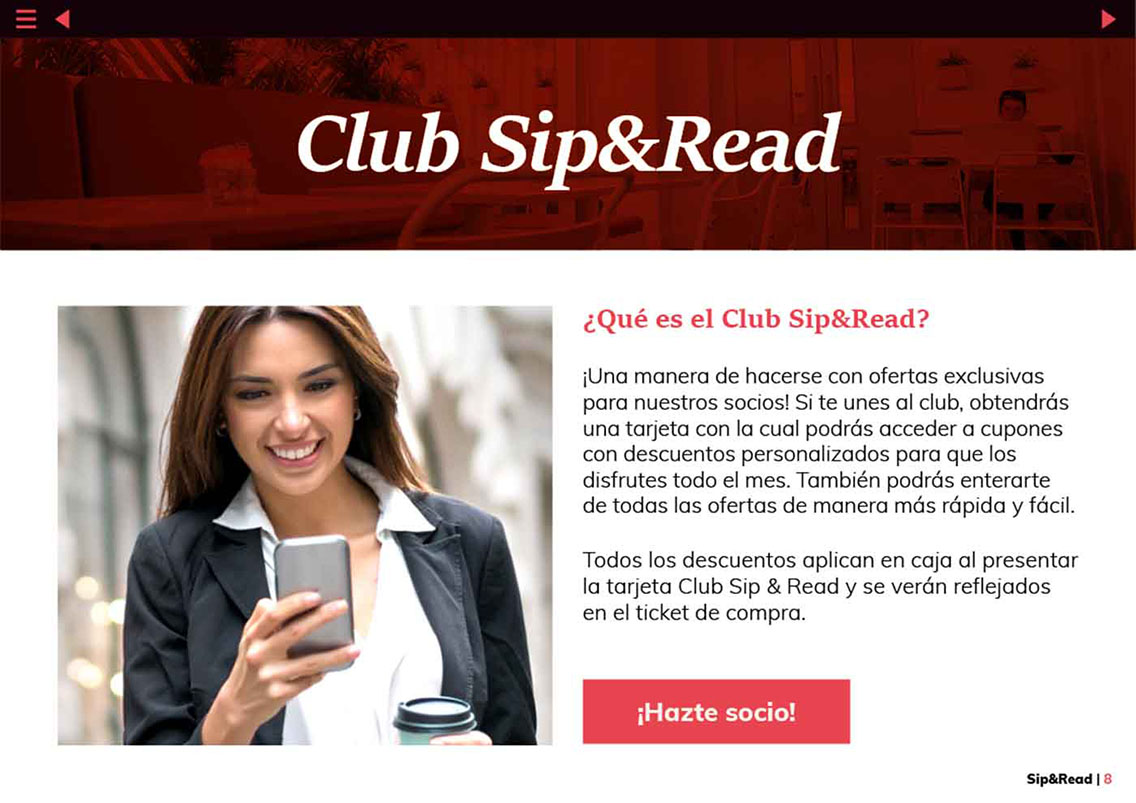 Club Sip&Read
¿Qué es el Club Sip&Read?
¡Una manera de hacerse con ofertas exclusivas
para nuestros socios! Si te unes al club, obtendrás
una tarjeta con la cual podrás acceder a cupones
con descuentos personalizados para que los
disfrutes todo el mes. También podrás enterarte
de todas las ofertas de manera más rápida y fácil.
Todos los descuentos aplican en caja al presentar
la tarjeta Club Sip & Read y se verán reflejados
en el ticket de compra.
¡Hazte socio!
Sip&Read | 8